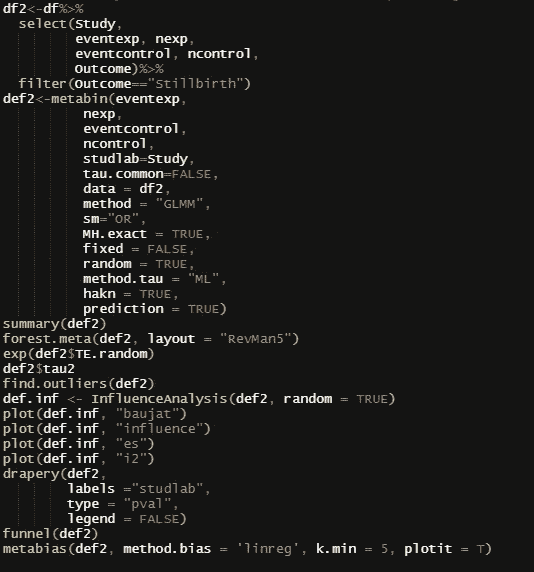 df2<-df%>%
  select(Study,
         eventexp, nexp,
         eventcontrol, ncontrol,
         Outcome)%>%
  filter(Outcome=="Stillbirth")
def2<-metabin(eventexp,
              nexp,
              eventcontrol,
              ncontrol,
              studlab=Study,
              tau.common=FALSE,
              data = df2,
              method = "GLMM",
              sm="OR",
              MH.exact = TRUE,
              fixed = FALSE,
              random = TRUE,
              method.tau = "ML",
              hakn = TRUE,
              prediction = TRUE)
summary(def2)
forest.meta(def2, layout = "RevMan5")
exp(def2$TE.random)
def2$tau2
find.outliers(def2)
def.inf <- InfluenceAnalysis(def2, random = TRUE)
plot(def.inf, "baujat")
plot(def.inf, "influence")
plot(def.inf, "es")
plot(def.inf, "i2")
drapery(def2,
        labels ="studlab",
        type = "pval",
        legend = FALSE)
funnel(def2)
metabias(def2, method.bias = 'linreg', k.min = 5, plotit = T)